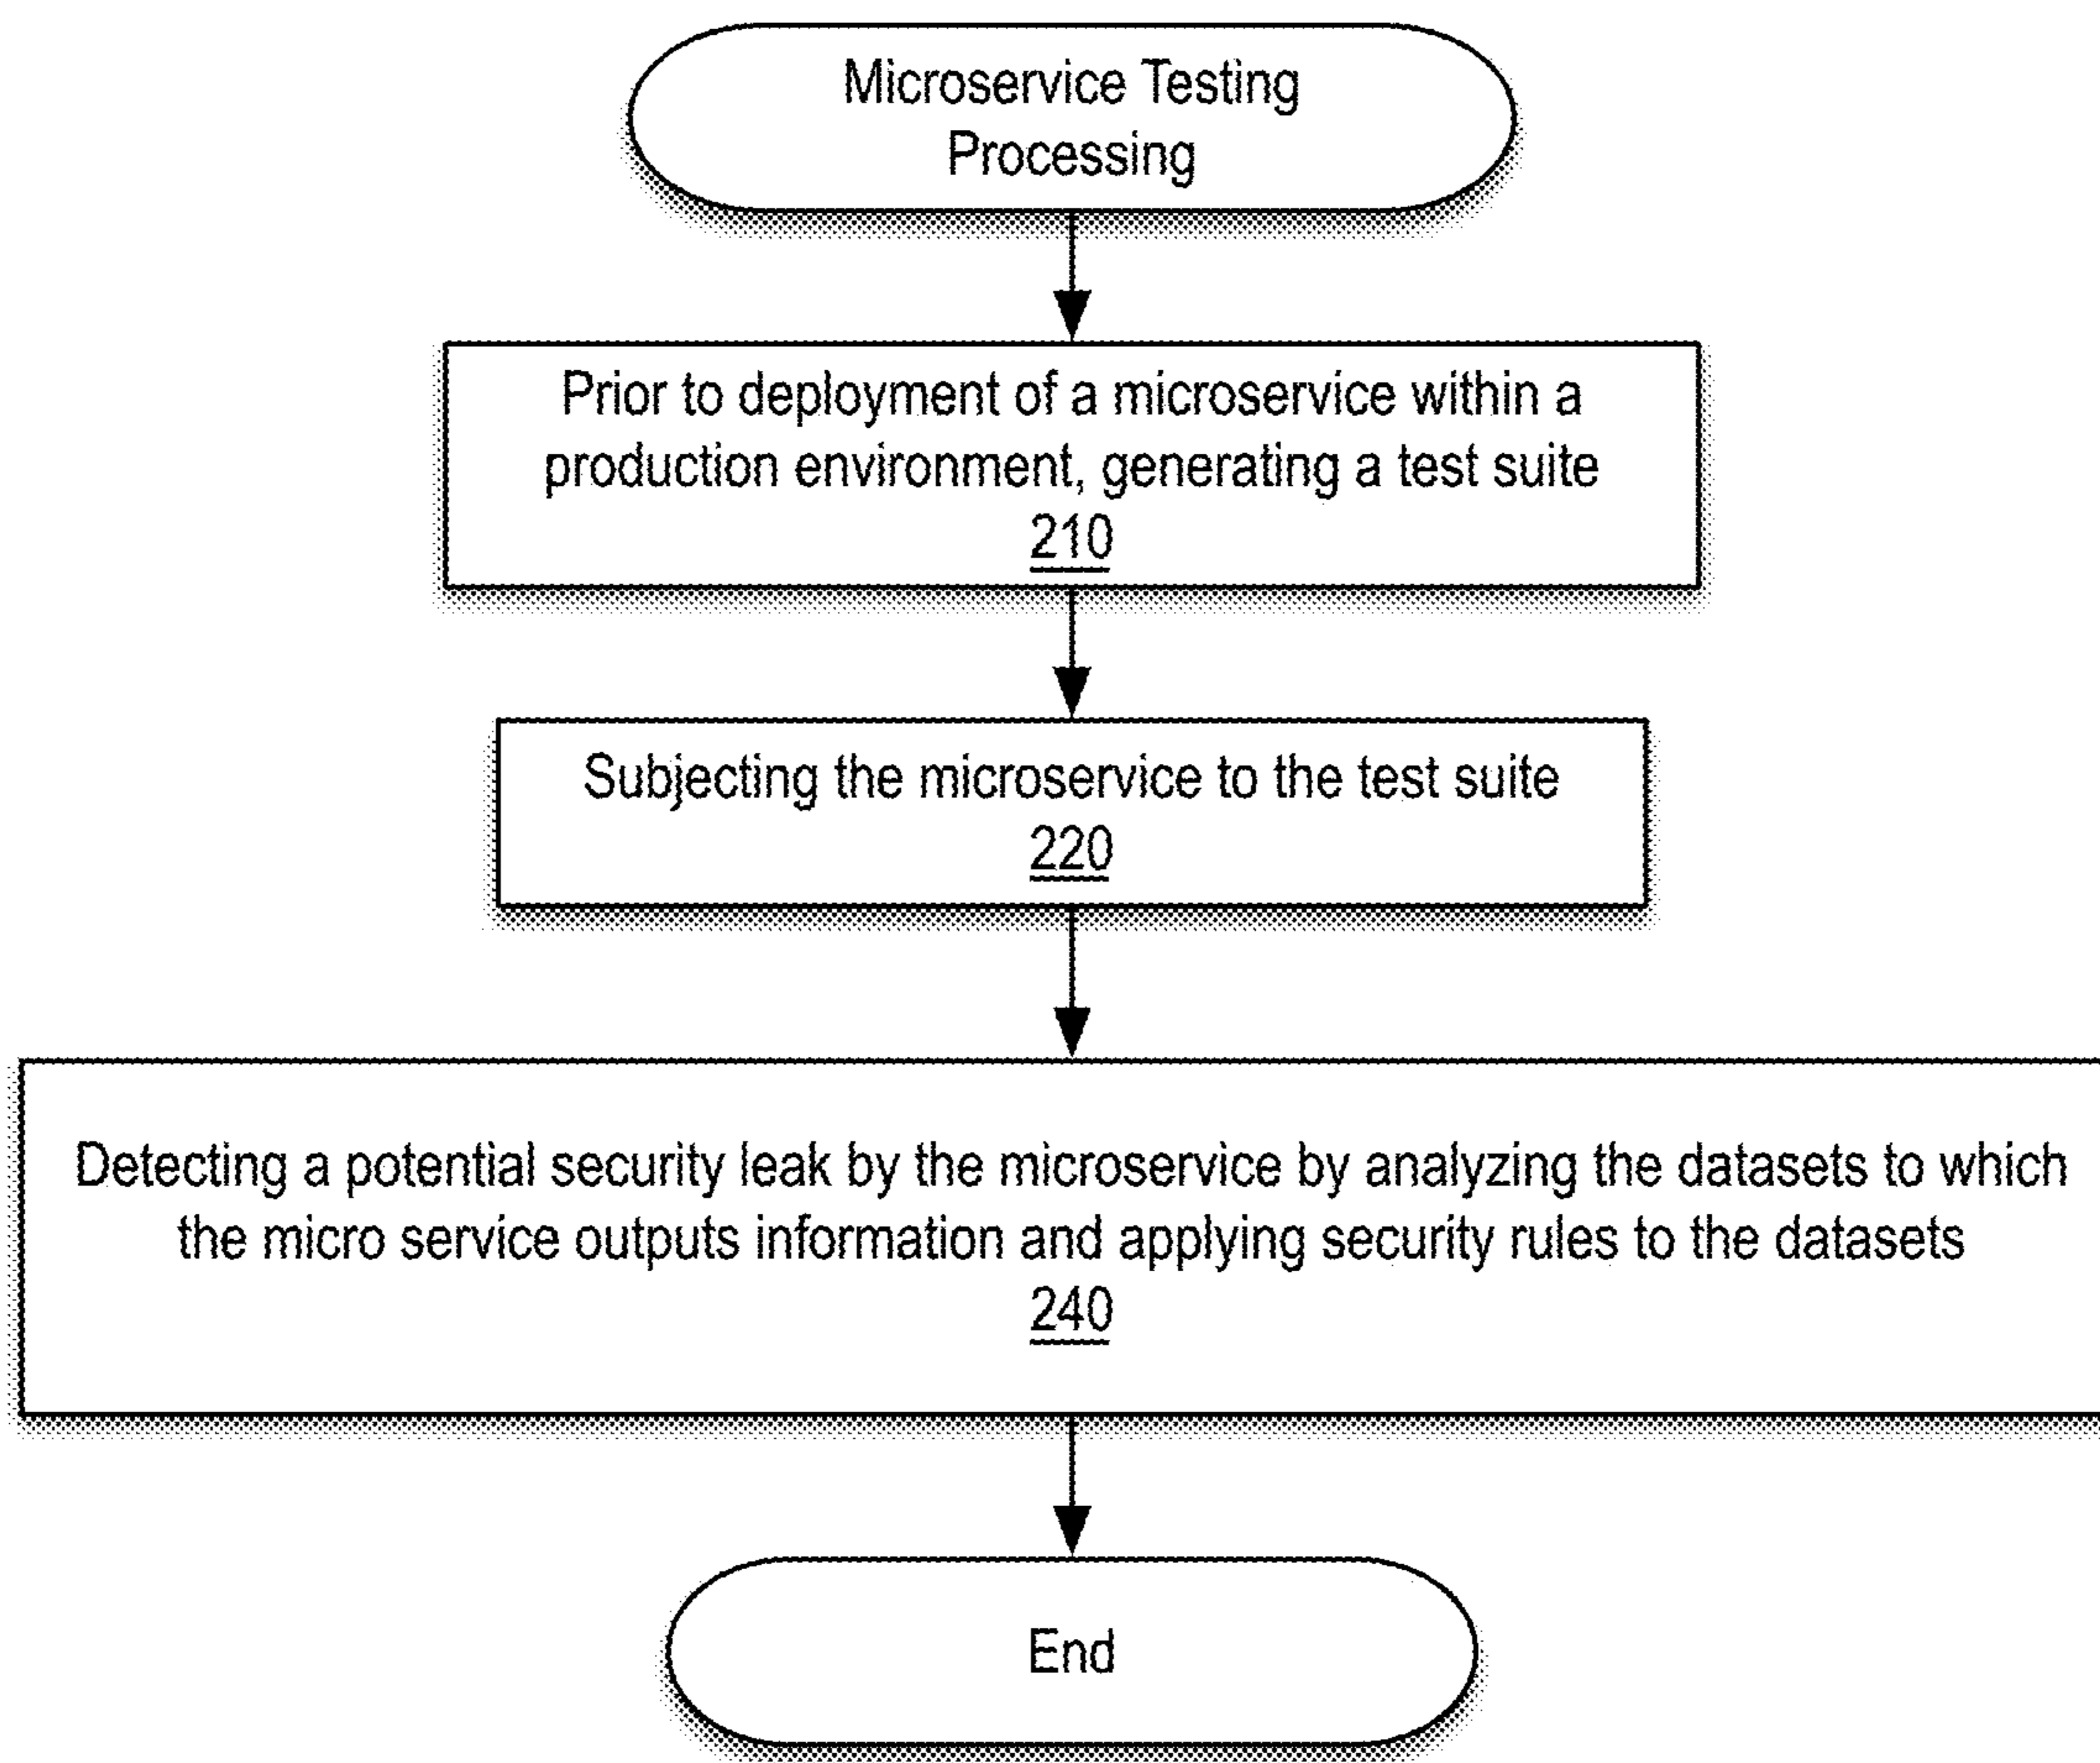 Microservice Testing
Processing
Prior to deployment of a microservice within a
production environment, generating a test suite
210
Subjecting the microservice to the test suite
220
Detecting a potential security leak by the microservice by analyzing the datasets to which
the micro service outputs information and applying security rules to the datasets
240
End